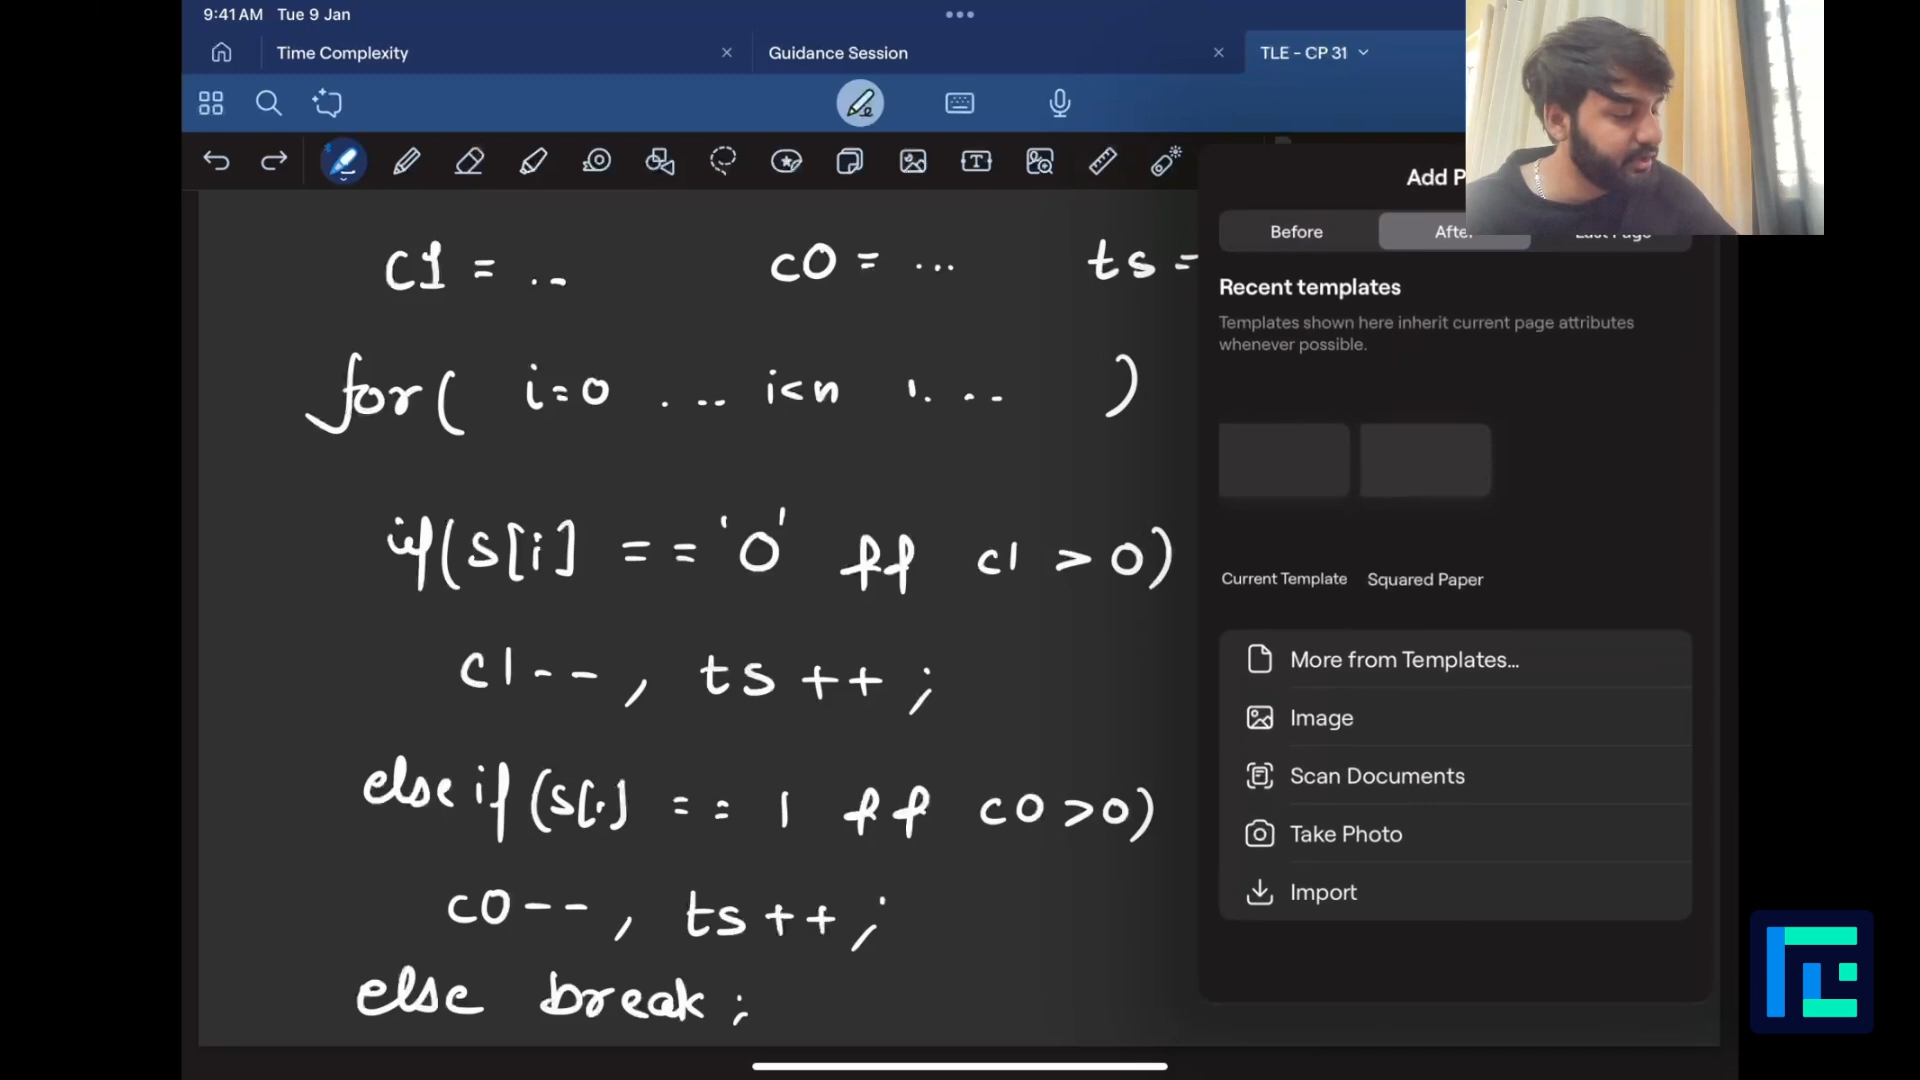 9:41 AM Tue 9 Jan
Time Complexity
Guidance Session
TLE - CP 31
Add P
Before
After
Last Page
c1 = ..
c0 = ...
ts =
for( i=0 ... i<n ... )
if(s[i] == '0' && c1 > 0)
c1-- , ts ++ ;
else if (s[i] == 1 && c0 >0)
c0-- , ts ++ ;
else break ;
Recent templates
Templates shown here inherit current page attributes
whenever possible.
Current Template
Squared Paper
More from Templates...
Image
Scan Documents
Take Photo
Import